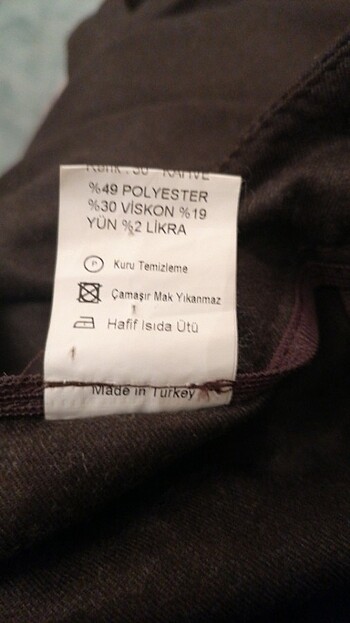 %49 POLYESTER
%30 VİSKON %19
YÜN %2 LİKRA
P
Kuru Temizleme
Çamaşır Mak Yıkanmaz
Hafif Isıda Ütü
Made in Turkey